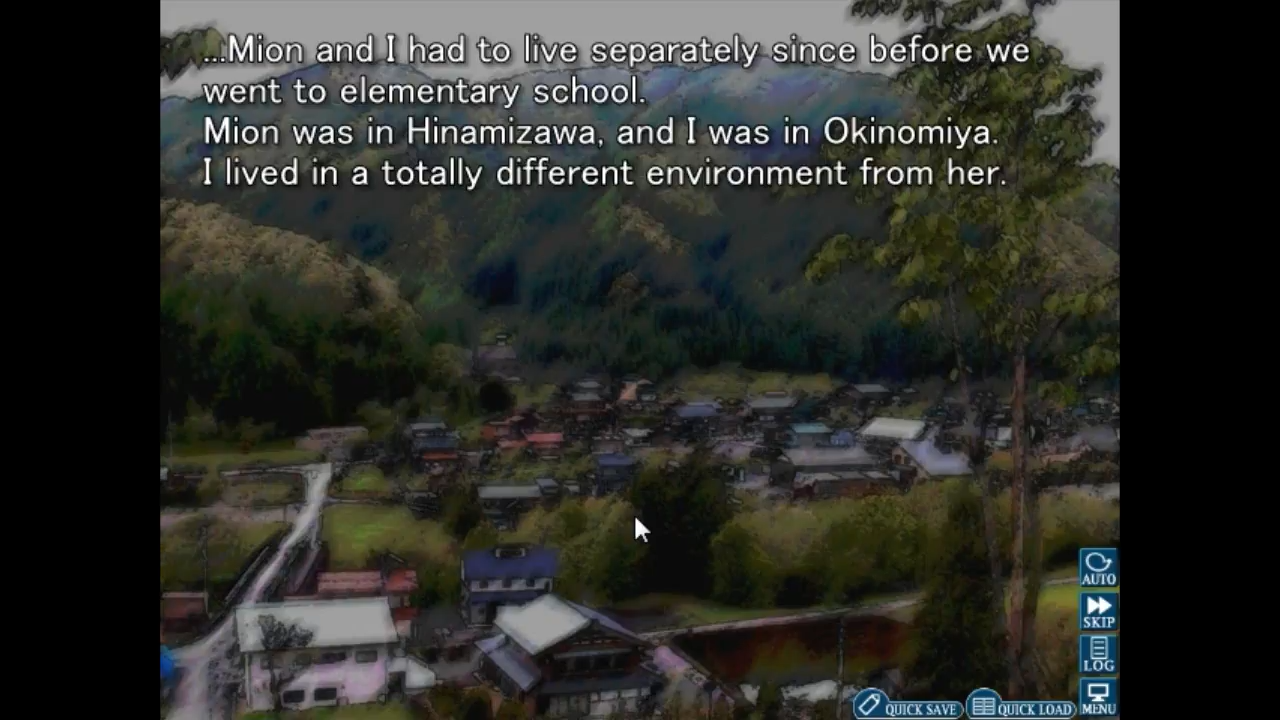 ...Mion and I had to live separately since before we
went to elementary school.
Mion was in Hinamizawa, and I was in Okinomiya.
I lived in a totally different environment from her.
AUTO
SKIP
LOG
QUICK SAVE
QUICK LOAD
MENU